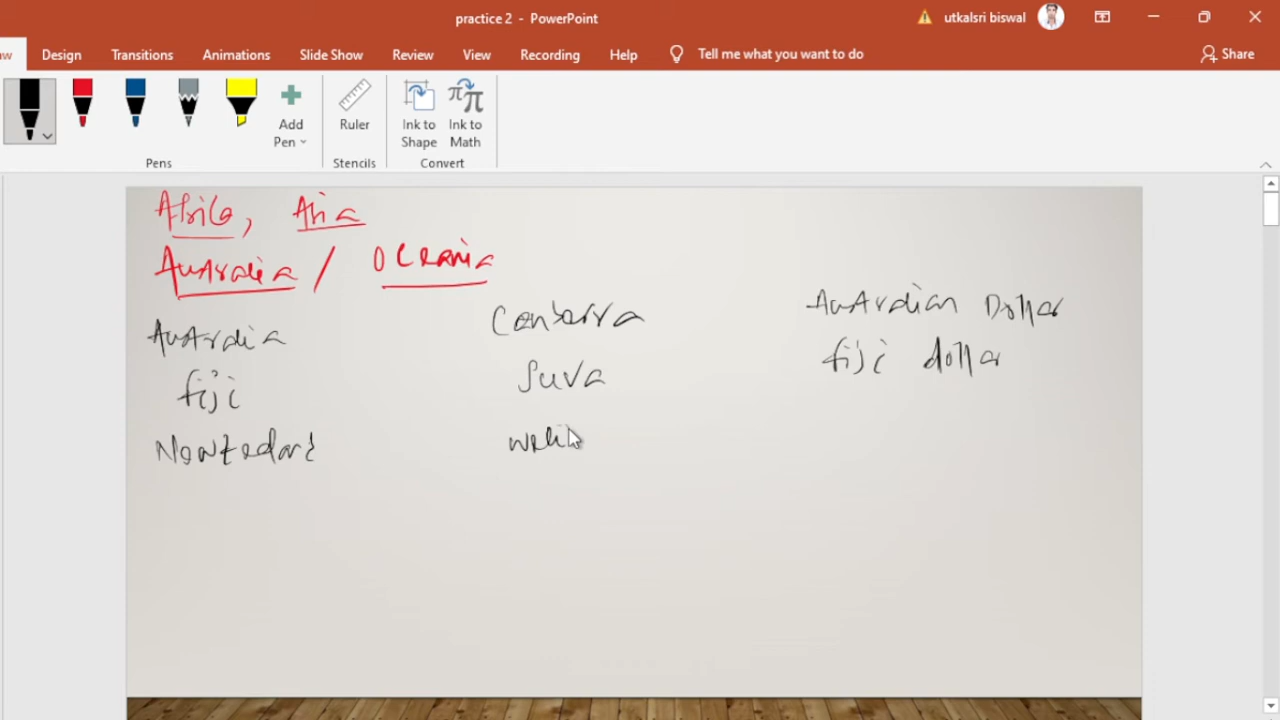 practice 2 - PowerPoint
utkalsri biswal
w
Design
Transitions
Animations
Slide Show
Review
View
Recording
Help
Tell me what you want to do
Share
Add
Pen
Ruler
Ink to
Shape
Ink to
Math
Pens
Stencils
Convert
Africa, Asia
Australia / Oceania
Australia Canberra Australian Dollar
fiji Suva fiji dollar
Newzeland Welli